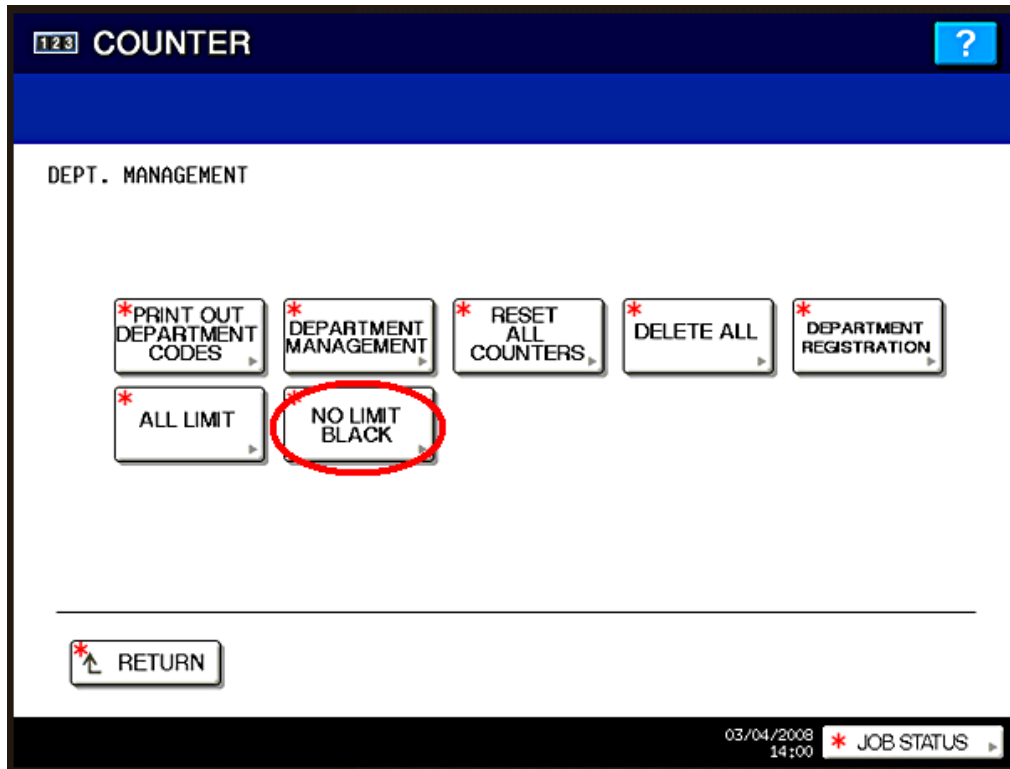 123 COUNTER ?
DEPT. MANAGEMENT
*PRINT OUT
DEPARTMENT
CODES
*
DEPARTMENT
MANAGEMENT
* RESET
ALL
COUNTERS
*
DELETE ALL
*
DEPARTMENT
REGISTRATION
*
ALL LIMIT
*
NO LIMIT
BLACK
*
RETURN
03/04/2008
14:00
* JOB STATUS